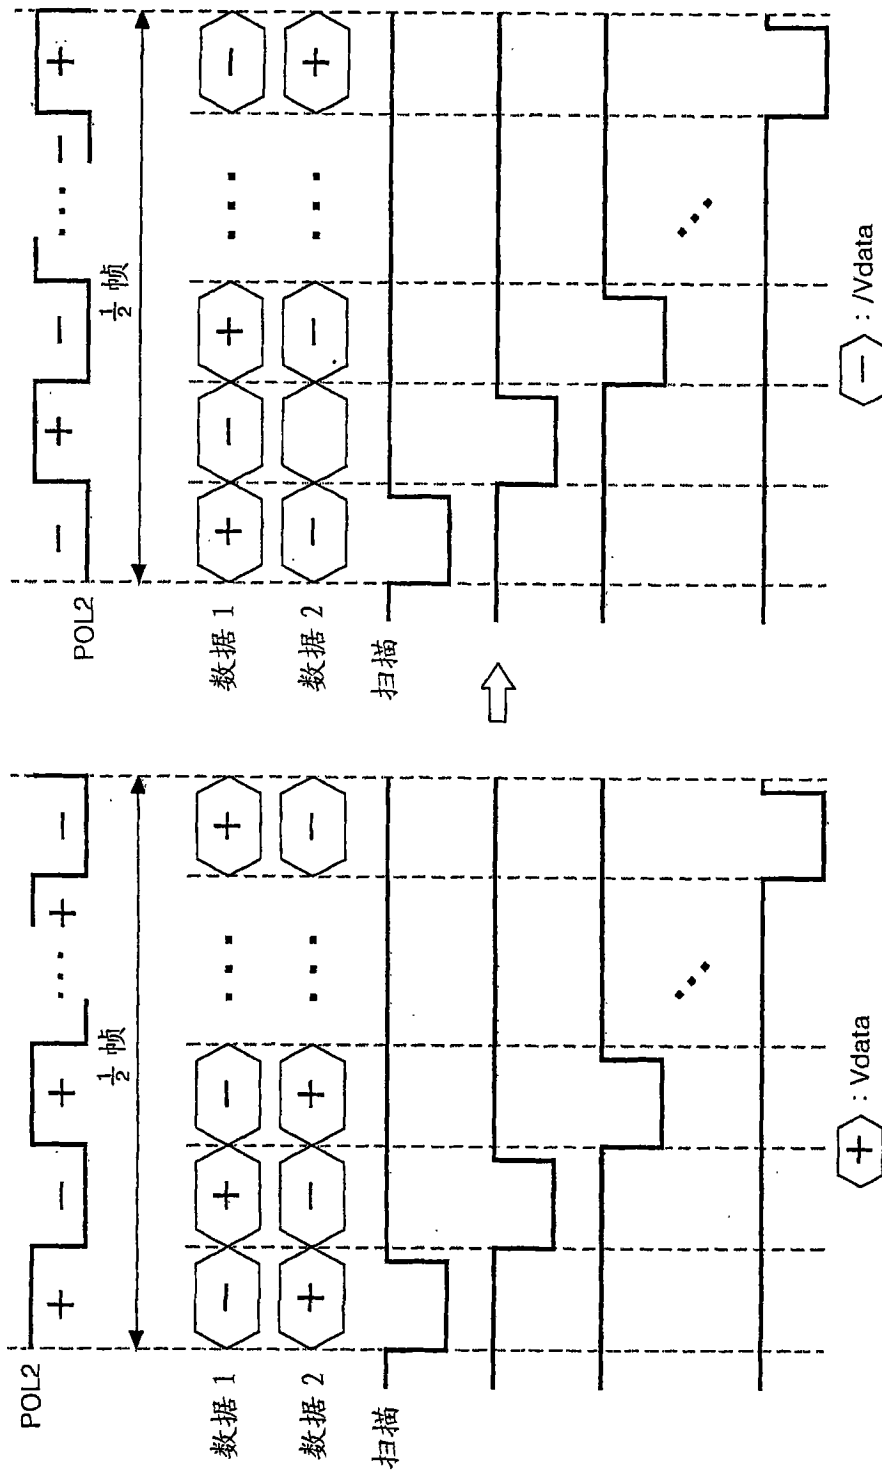 POL2 + − + ... + −
1/2 帧
数据 1 − + − ... +
数据 2 + − + ... −
扫描
POL2 − + − ... − +
1/2 帧
数据 1 + − + ... −
数据 2 − − ... +
扫描
+ : Vdata
− : /Vdata